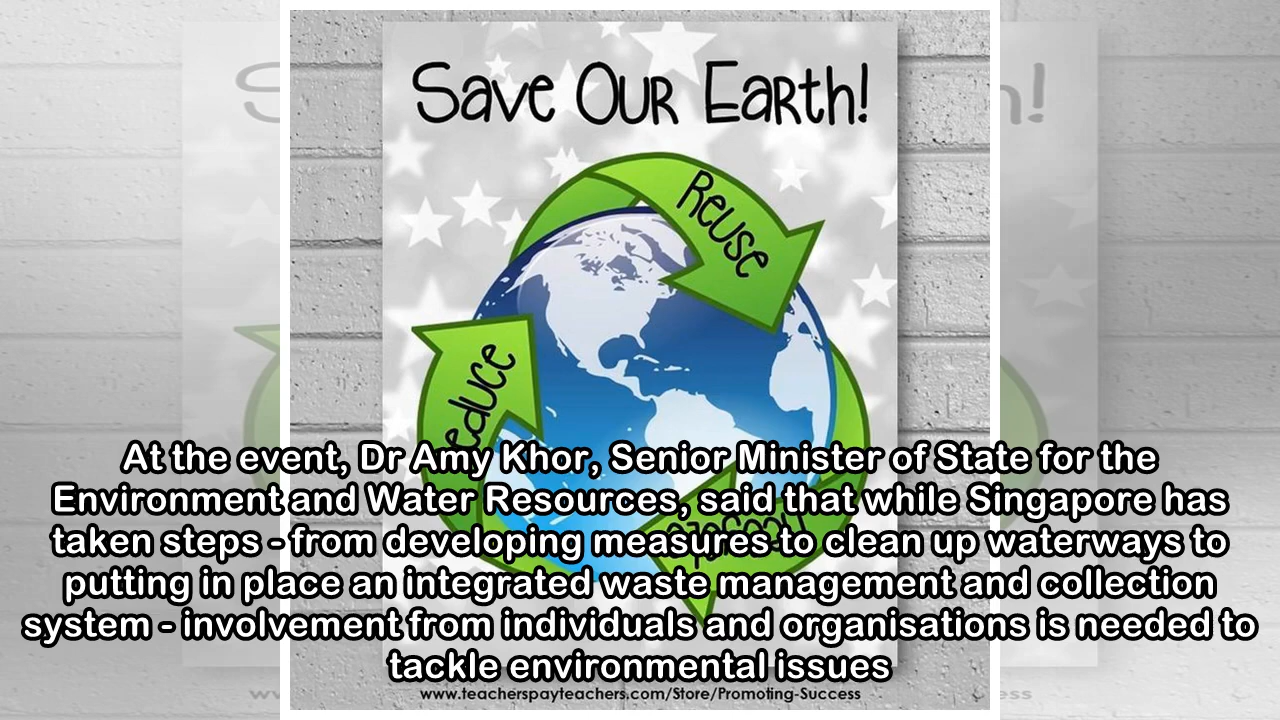 Save Our Earth!
Reuse
educe
At the event, Dr Amy Khor, Senior Minister of State for the
Environment and Water Resources, said that while Singapore has
taken steps - from developing measures to clean up waterways to
putting in place an integrated waste management and collection
system - involvement from individuals and organisations is needed to
tackle environmental issues
www.teacherspayteachers.com/Store/Promoting-Success